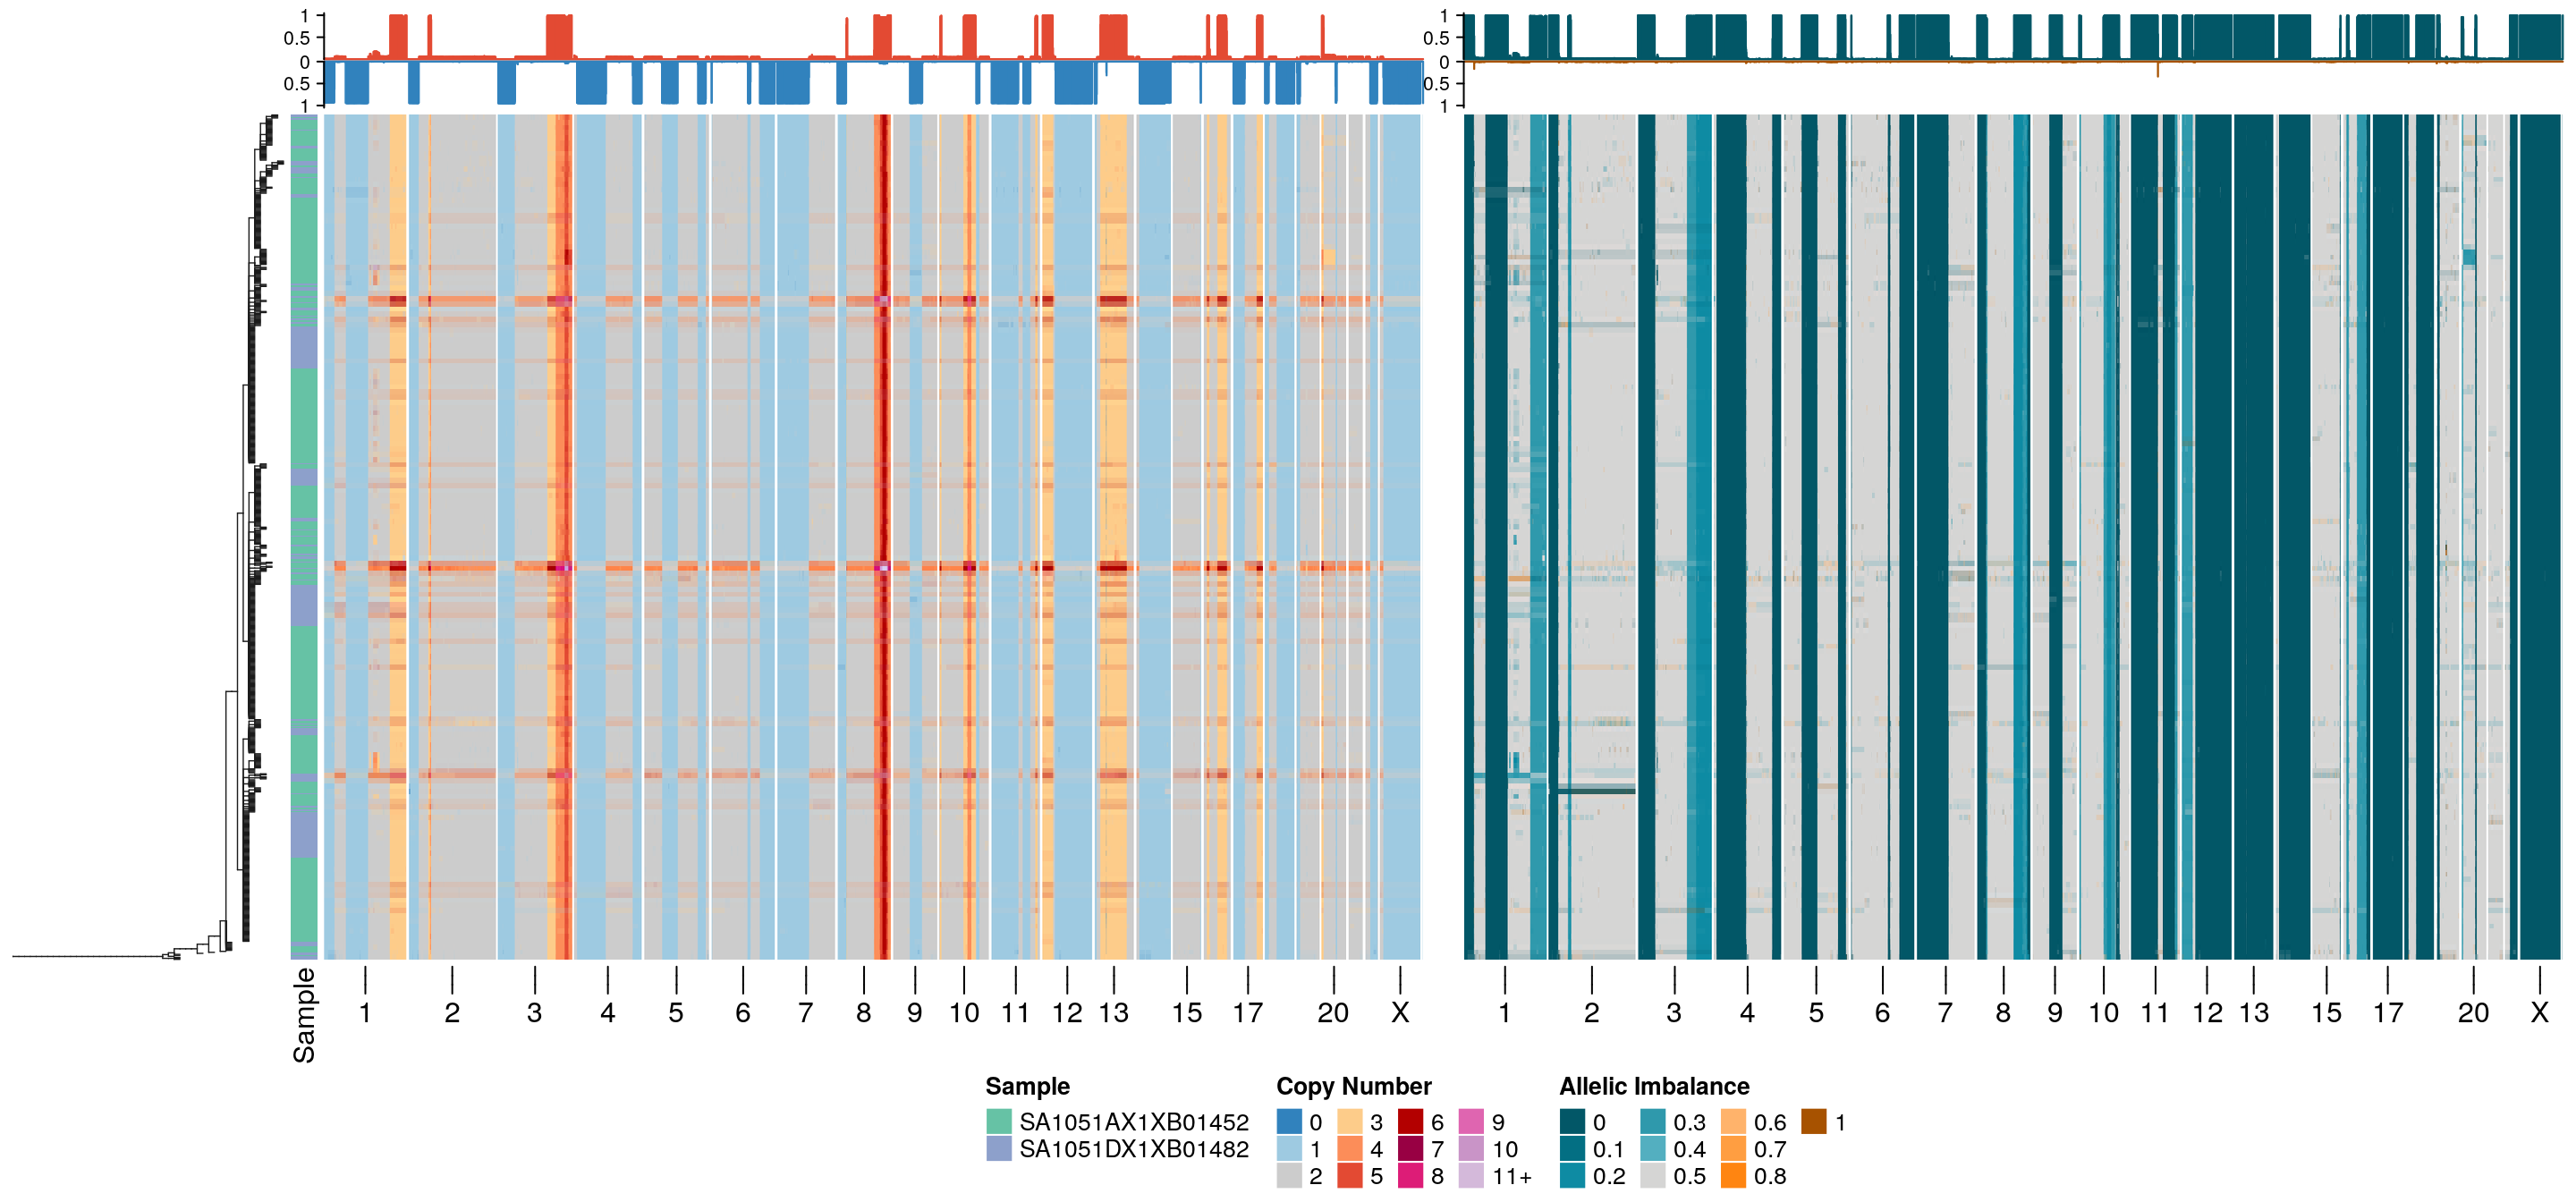 1 1
0.5 0.5
0 0
0.5 0.5
1 1
Sample 1 2 3 4 5 6 7 8 9 10 11 12 13 15 17 20 X 1 2 3 4 5 6 7 8 9 10 11 12 13 15 17 20 X
Sample Copy Number Allelic Imbalance
SA1051AX1XB01452 0 3 6 9 0 0.3 0.6 1
SA1051DX1XB01482 1 4 7 10 0.1 0.4 0.7
2 5 8 11+ 0.2 0.5 0.8